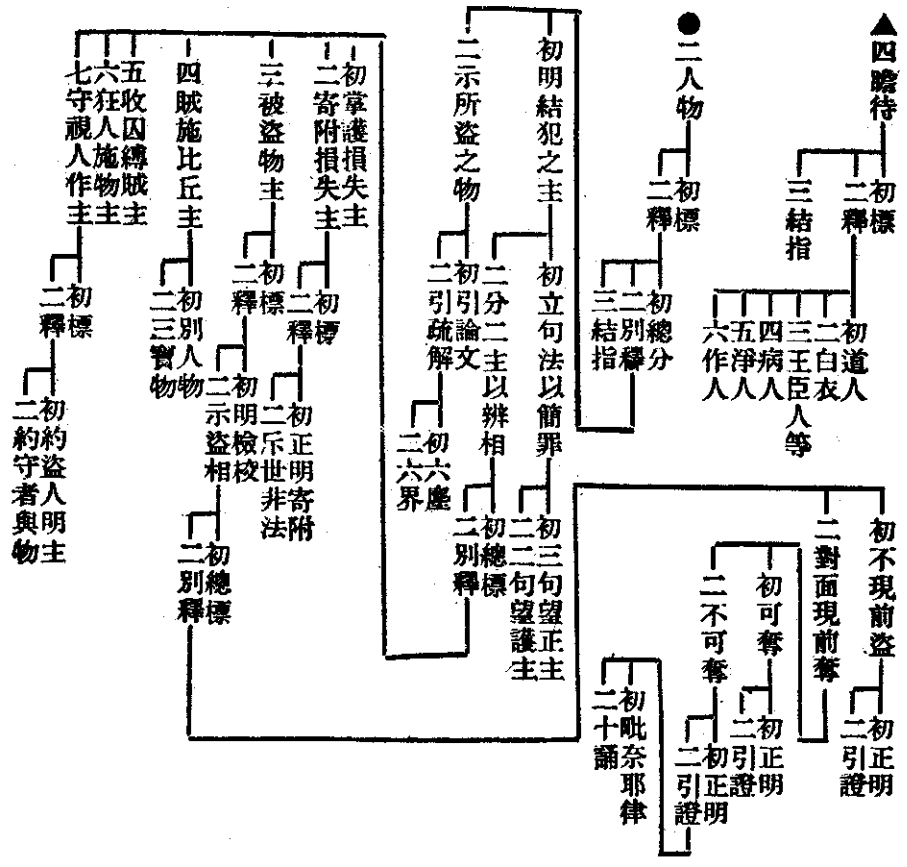 ▲四瞻待
初標
二釋
三結指
初道人
二白衣
三王臣人等
四病人
五淨人
六作人
●二人物
初標
二釋
初總分
二別釋
三結指
初明結犯之主
初立句法以簡罪
初三句望正主
二二句望護主
二分二主以辨相
初總標
二別釋
二示所盜之物
初引論文
二引疏解
初六塵
二六界
初掌護損失主
二寄附損失主
初標
二釋
初正明寄附
二斥世非法
三被盜物主
初標
二釋
初明檢校
二示盜相
初總標
二別釋
四賊施比丘主
初別人物
二三寶物
五收囚縛賊主
六狂人施物主
七守視人作主
初標
二釋
初約盜人明主
二約守者與物
初不現前盜
初正明
二引證
二對面現前奪
初可奪
初正明
二引證
二不可奪
初正明
二引證
初毗奈耶律
二十誦